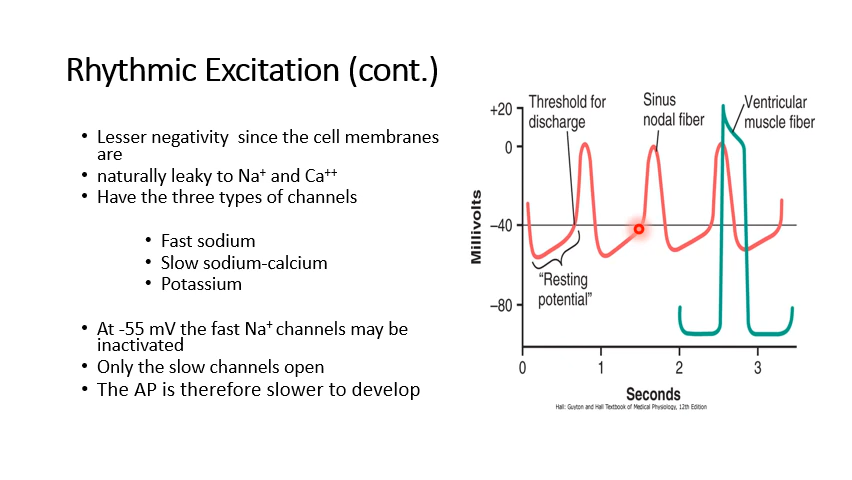 Rhythmic Excitation (cont.)
• Lesser negativity since the cell membranes
are
• naturally leaky to Na+ and Ca++
• Have the three types of channels
• Fast sodium
• Slow sodium-calcium
• Potassium
• At -55 mV the fast Na+ channels may be
inactivated
• Only the slow channels open
• The AP is therefore slower to develop
Threshold for
discharge
Sinus
nodal fiber
Ventricular
muscle fiber
+20
0
–40
–80
Millivolts
“Resting
potential”
0 1 2 3
Seconds
Hall: Guyton and Hall Textbook of Medical Physiology, 12th Edition